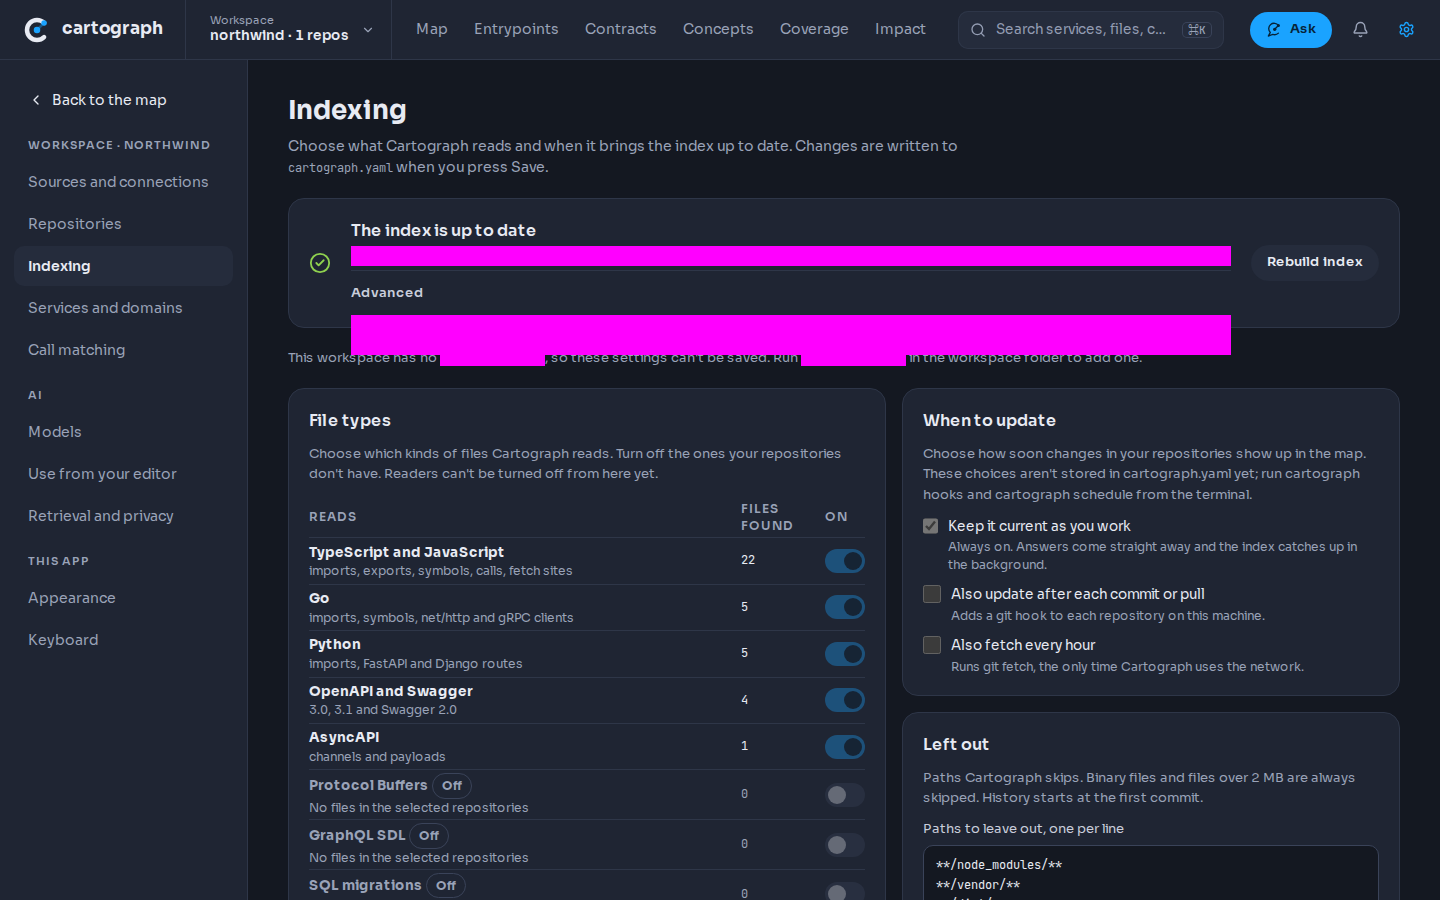 cartograph
Workspace
northwind · 1 repos
Map
Entrypoints
Contracts
Concepts
Coverage
Impact
Search services, files, c...
⌘K
Ask
Back to the map
WORKSPACE · NORTHWIND
Sources and connections
Repositories
Indexing
Services and domains
Call matching
AI
Models
Use from your editor
Retrieval and privacy
THIS APP
Appearance
Keyboard
Indexing
Choose what Cartograph reads and when it brings the index up to date. Changes are written to
cartograph.yaml when you press Save.
The index is up to date
Advanced
Rebuild index
This workspace has no , so these settings can't be saved. Run in the workspace folder to add one.
File types
Choose which kinds of files Cartograph reads. Turn off the ones your repositories
don't have. Readers can't be turned off from here yet.
READS
FILES
FOUND
ON
TypeScript and JavaScript
imports, exports, symbols, calls, fetch sites
22
Go
imports, symbols, net/http and gRPC clients
5
Python
imports, FastAPI and Django routes
5
OpenAPI and Swagger
3.0, 3.1 and Swagger 2.0
4
AsyncAPI
channels and payloads
1
Protocol Buffers Off
No files in the selected repositories
0
GraphQL SDL Off
No files in the selected repositories
0
SQL migrations Off
0
When to update
Choose how soon changes in your repositories show up in the map.
These choices aren't stored in cartograph.yaml yet; run cartograph
hooks and cartograph schedule from the terminal.
Keep it current as you work
Always on. Answers come straight away and the index catches up in
the background.
Also update after each commit or pull
Adds a git hook to each repository on this machine.
Also fetch every hour
Runs git fetch, the only time Cartograph uses the network.
Left out
Paths Cartograph skips. Binary files and files over 2 MB are always
skipped. History starts at the first commit.
Paths to leave out, one per line
**/node_modules/**
**/vendor/**